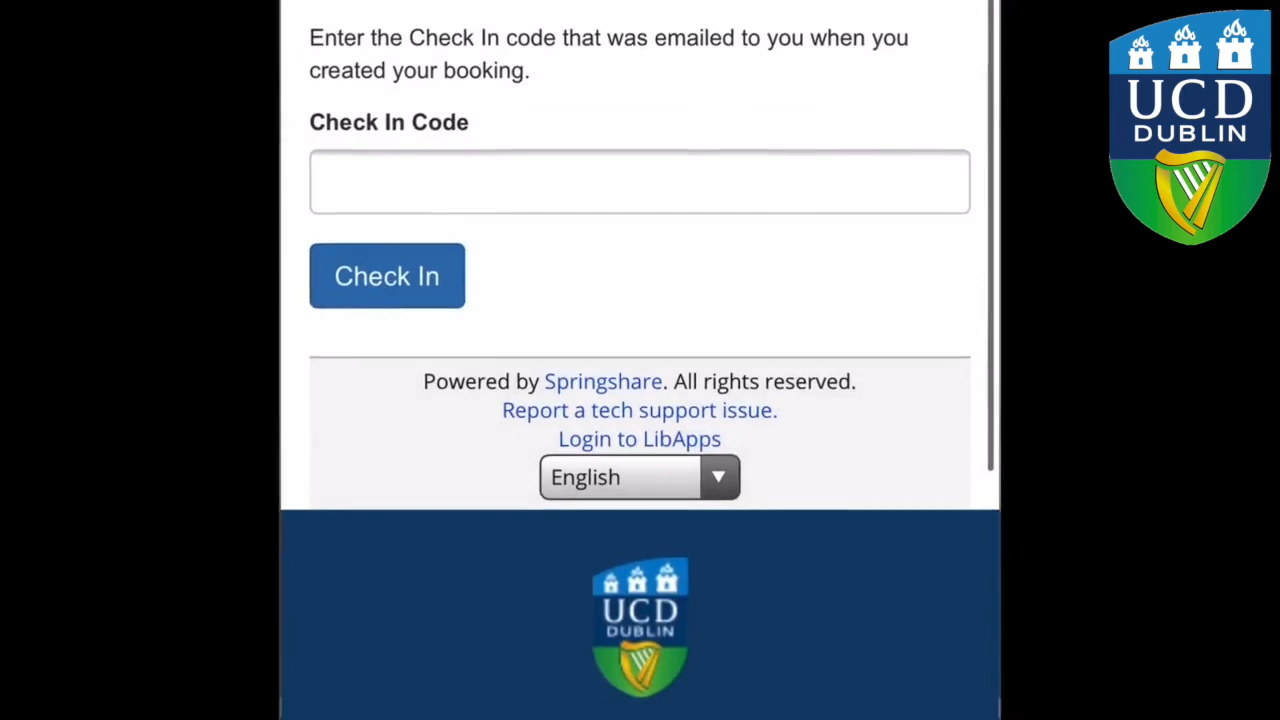 Enter the Check In code that was emailed to you when you
created your booking.
Check In Code
Check In
Powered by Springshare. All rights reserved.
Report a tech support issue.
Login to LibApps
English
UCD
DUBLIN
UCD
DUBLIN